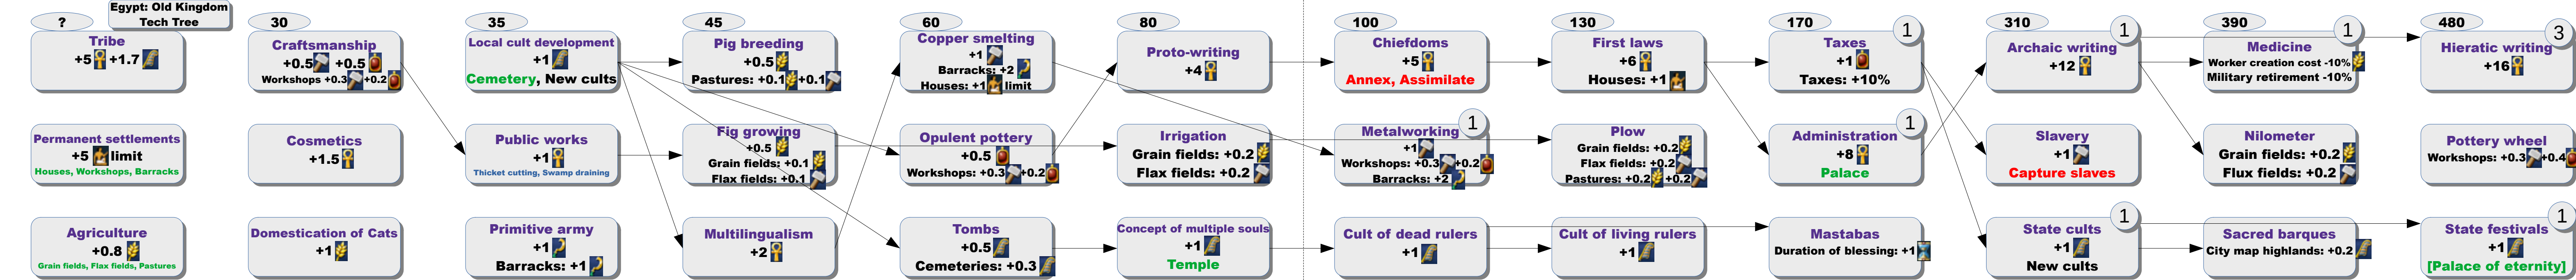 Egypt: Old Kingdom
Tech Tree
?
Tribe
+5 +1.7
Permanent settlements
+5 limit
Houses, Workshops, Barracks
Agriculture
+0.8
Grain fields, Flax fields, Pastures
30
Craftsmanship
+0.5 +0.5
Workshops +0.3 +0.2
Cosmetics
+1.5
Domestication of Cats
+1
35
Local cult development
+1
Cemetery, New cults
Public works
+1
Thicket cutting, Swamp draining
Primitive army
+1
Barracks: +1
45
Pig breeding
+0.5
Pastures: +0.1 +0.1
Fig growing
+0.5
Grain fields: +0.1
Flax fields: +0.1
Multilingualism
+2
60
Copper smelting
+1
Barracks: +2
Houses: +1 limit
Opulent pottery
+0.5
Workshops: +0.3 +0.2
Tombs
+0.5
Cemeteries: +0.3
80
Proto-writing
+4
Irrigation
Grain fields: +0.2
Flax fields: +0.2
Concept of multiple souls
+1
Temple
100
Chiefdoms
+5
Annex, Assimilate
Metalworking
1
+1
Workshops: +0.3 +0.2
Barracks: +2
Cult of dead rulers
+1
130
First laws
+6
Houses: +1
Plow
Grain fields: +0.2
Flax fields: +0.2
Pastures: +0.2 +0.2
Cult of living rulers
+1
170
Taxes
1
+1
Taxes: +10%
Administration
1
+8
Palace
Mastabas
Duration of blessing: +1
310
Archaic writing
1
+12
Slavery
+1
Capture slaves
State cults
1
+1
New cults
390
Medicine
1
Worker creation cost -10%
Military retirement -10%
Nilometer
Grain fields: +0.2
Flux fields: +0.2
Sacred barques
City map highlands: +0.2
480
Hieratic writing
3
+16
Pottery wheel
Workshops: +0.3 +0.4
State festivals
1
+1
[Palace of eternity]